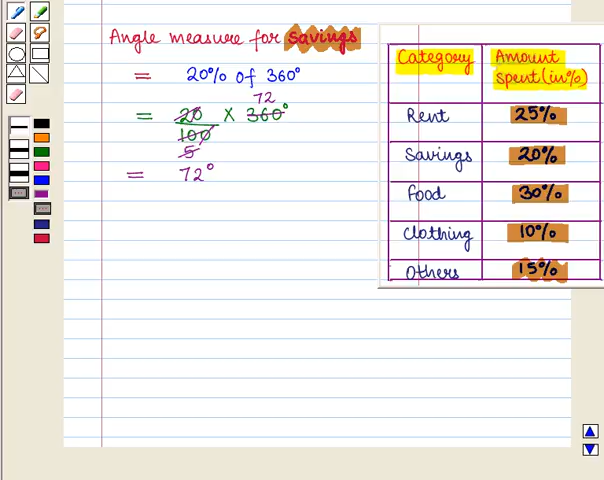 Angle measure for savings
= 20% of 360°
72
= 20/100 × 360°
5
= 72°
Category Amount spent (in%)
Rent 25%
Savings 20%
Food 30%
Clothing 10%
Others 15%